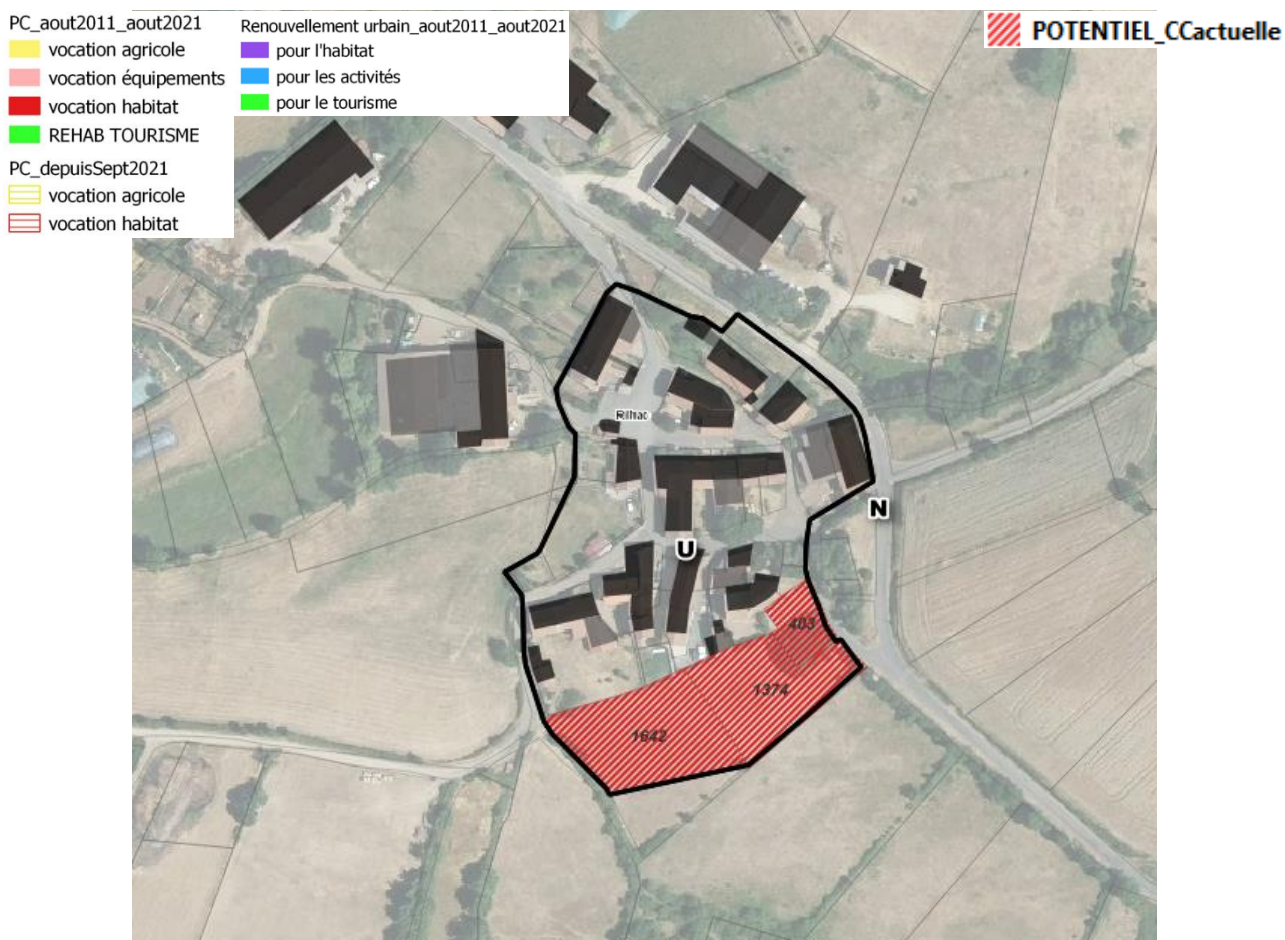 PC_aout2011_aout2021
vocation agricole
vocation équipements
vocation habitat
REHAB TOURISME
PC_depuisSept2021
vocation agricole
vocation habitat
Renouvellement urbain_aout2011_aout2021
pour l'habitat
pour les activités
pour le tourisme
POTENTIEL_CCactuelle
Rilhac
N
U
403
1374
1642